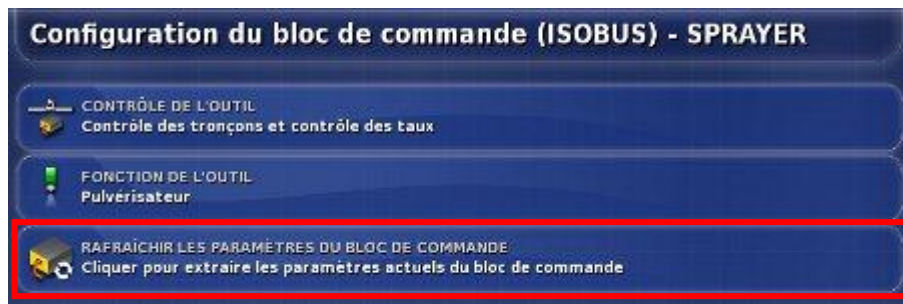 Configuration du bloc de commande (ISOBUS) - SPRAYER
CONTRÔLE DE L'OUTIL
Contrôle des tronçons et contrôle des taux
FONCTION DE L'OUTIL
Pulvérisateur
RAFRAÎCHIR LES PARAMÈTRES DU BLOC DE COMMANDE
Cliquer pour extraire les paramètres actuels du bloc de commande